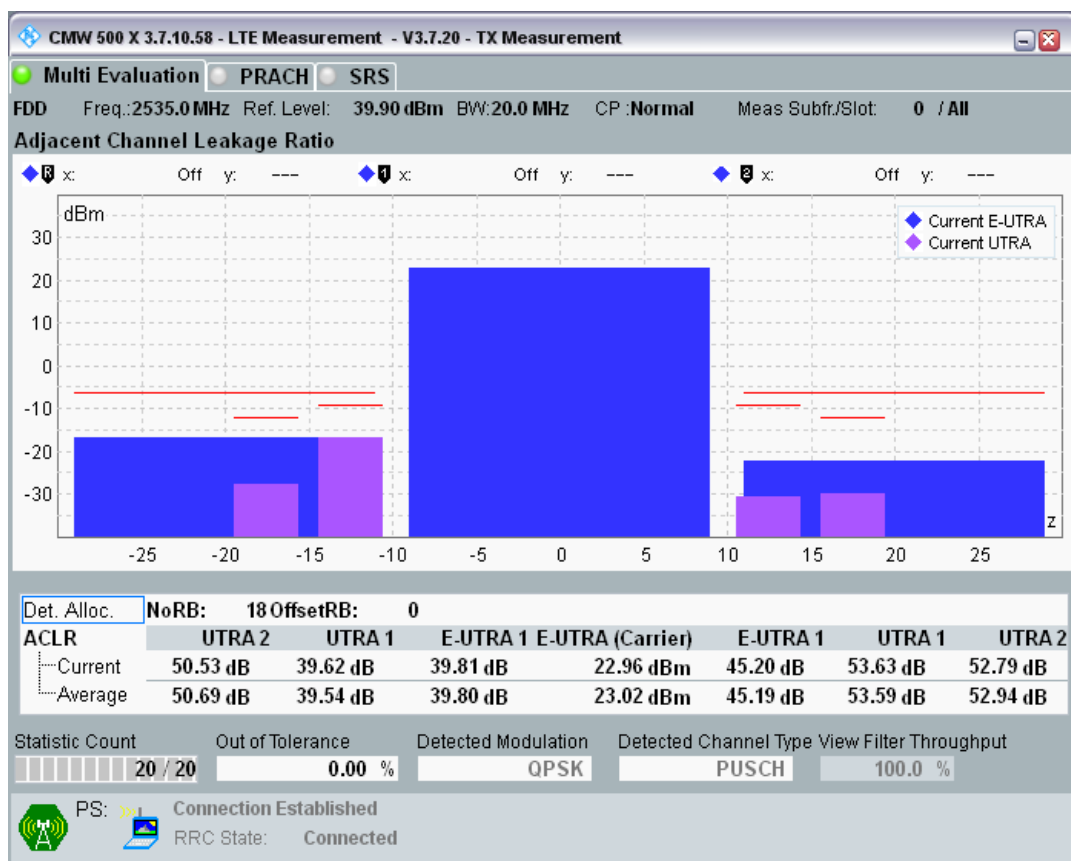 CMW 500 X 3.7.10.58 - LTE Measurement - V3.7.20 - TX Measurement
Multi Evaluation PRACH SRS
FDD Freq.:2535.0 MHz Ref. Level: 39.90 dBm BW:20.0 MHz CP :Normal Meas Subfr./Slot: 0 / All
Adjacent Channel Leakage Ratio
R x: Off y: --- 1 x: Off y: --- 2 x: Off y: ---
dBm
Current E-UTRA
Current UTRA
30
20
10
0
-10
-20
-30
z
-25 -20 -15 -10 -5 0 5 10 15 20 25
Det. Alloc. NoRB: 18 OffsetRB: 0
ACLR UTRA 2 UTRA 1 E-UTRA 1 E-UTRA (Carrier) E-UTRA 1 UTRA 1 UTRA 2
Current 50.53 dB 39.62 dB 39.81 dB 22.96 dBm 45.20 dB 53.63 dB 52.79 dB
Average 50.69 dB 39.54 dB 39.80 dB 23.02 dBm 45.19 dB 53.59 dB 52.94 dB
Statistic Count Out of Tolerance Detected Modulation Detected Channel Type View Filter Throughput
20 / 20 0.00 % QPSK PUSCH 100.0 %
PS: Connection Established
RRC State: Connected